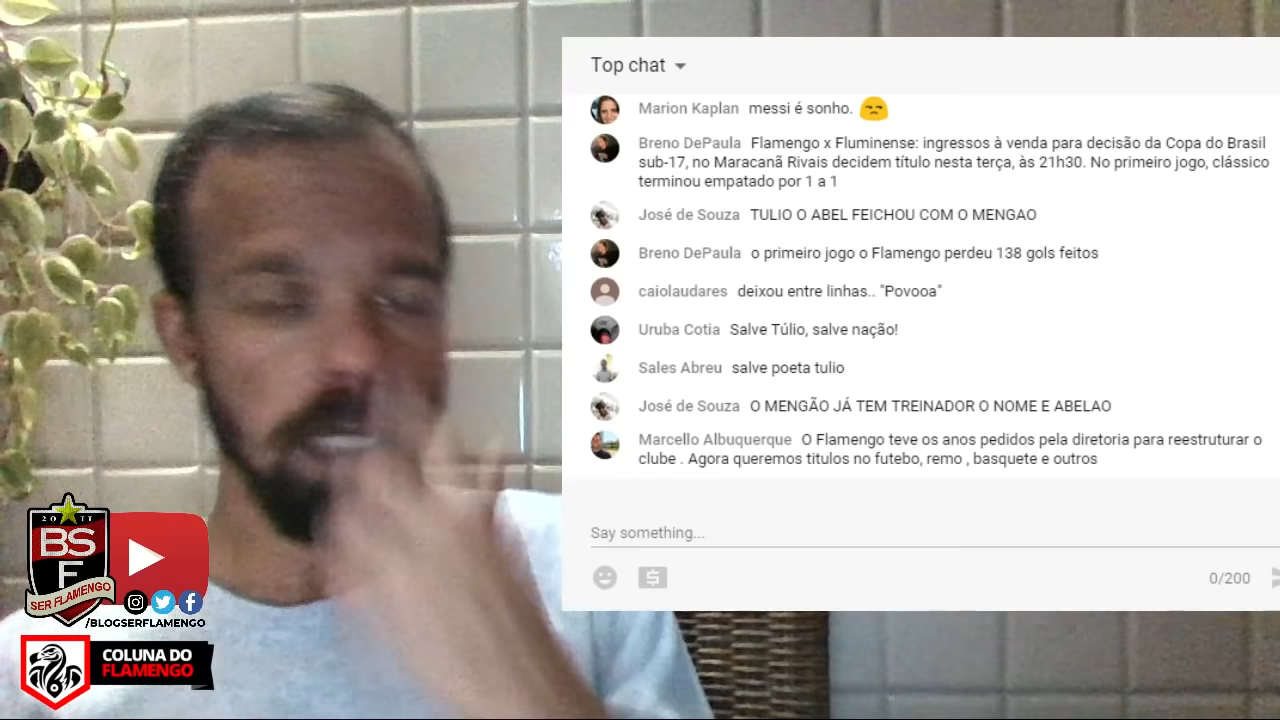 Top chat
Marion Kaplan messi é sonho.
Breno DePaula Flamengo x Fluminense: ingressos à venda para decisão da Copa do Brasil
sub-17, no Maracanã Rivais decidem título nesta terça, às 21h30. No primeiro jogo, clássico
terminou empatado por 1 a 1
José de Souza TULIO O ABEL FEICHOU COM O MENGAO
Breno DePaula o primeiro jogo o Flamengo perdeu 138 gols feitos
caiolaudares deixou entre linhas.. "Povooa"
Uruba Cotia Salve Túlio, salve nação!
Sales Abreu salve poeta tulio
José de Souza O MENGÃO JÁ TEM TREINADOR O NOME E ABELAO
Marcello Albuquerque O Flamengo teve os anos pedidos pela diretoria para reestruturar o
clube . Agora queremos titulos no futebo, remo , basquete e outros
Say something...
0/200
2011
BSF
SER FLAMENGO
/BLOGSERFLAMENGO
COLUNA DO
FLAMENGO